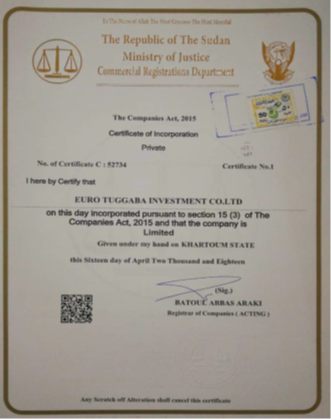 In The Name of Allah The Most Gracious The Most Merciful
The Republic of The Sudan
Ministry of Justice
Commercial Registrations Department
The Companies Act, 2015
Certificate of Incorporation
Private
No. of Certificate C : 52734
Certificate No.1
I here by Certify that
EURO TUGGABA INVESTMENT CO.LTD
on this day incorporated pursuant to section 15 (3) of The
Companies Act, 2015 and that the company is
Limited
Given under my hand on KHARTOUM STATE
this Sixteen day of April Two Thousand and Eighteen
(Sig.)
BATOUL ABBAS ARAKI
Registrar of Companies ( ACTING )
Any Scratch off Alteration shall cancel this certificate